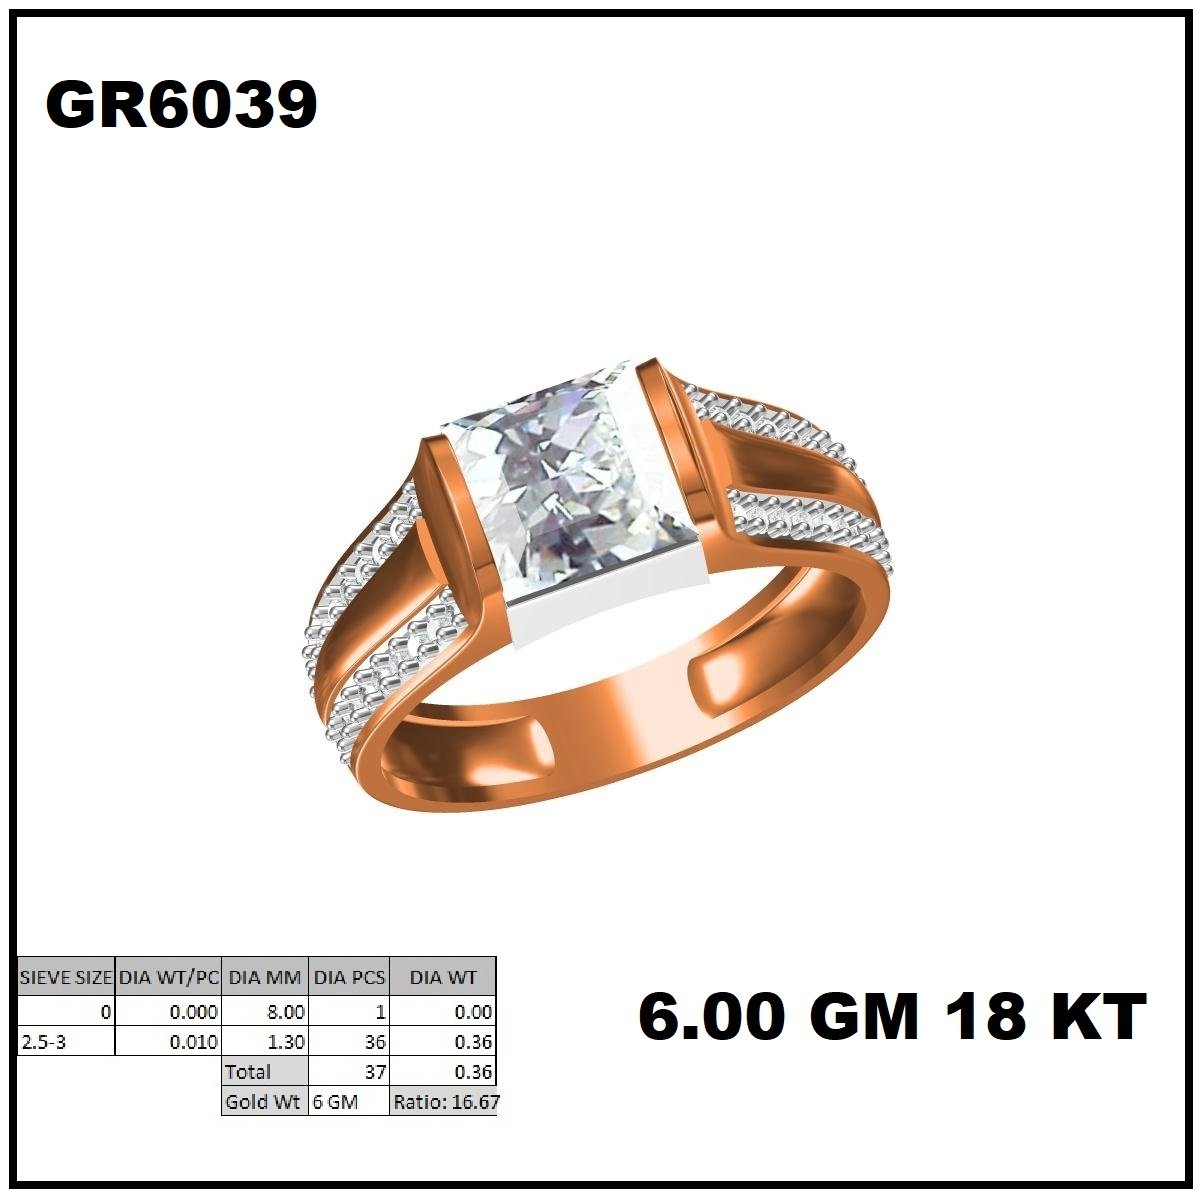 GR6039
SIEVE SIZE DIA WT/PC DIA MM DIA PCS DIA WT
0 0.000 8.00 1 0.00
2.5-3 0.010 1.30 36 0.36
Total 37 0.36
Gold Wt 6 GM Ratio: 16.67
6.00 GM 18 KT